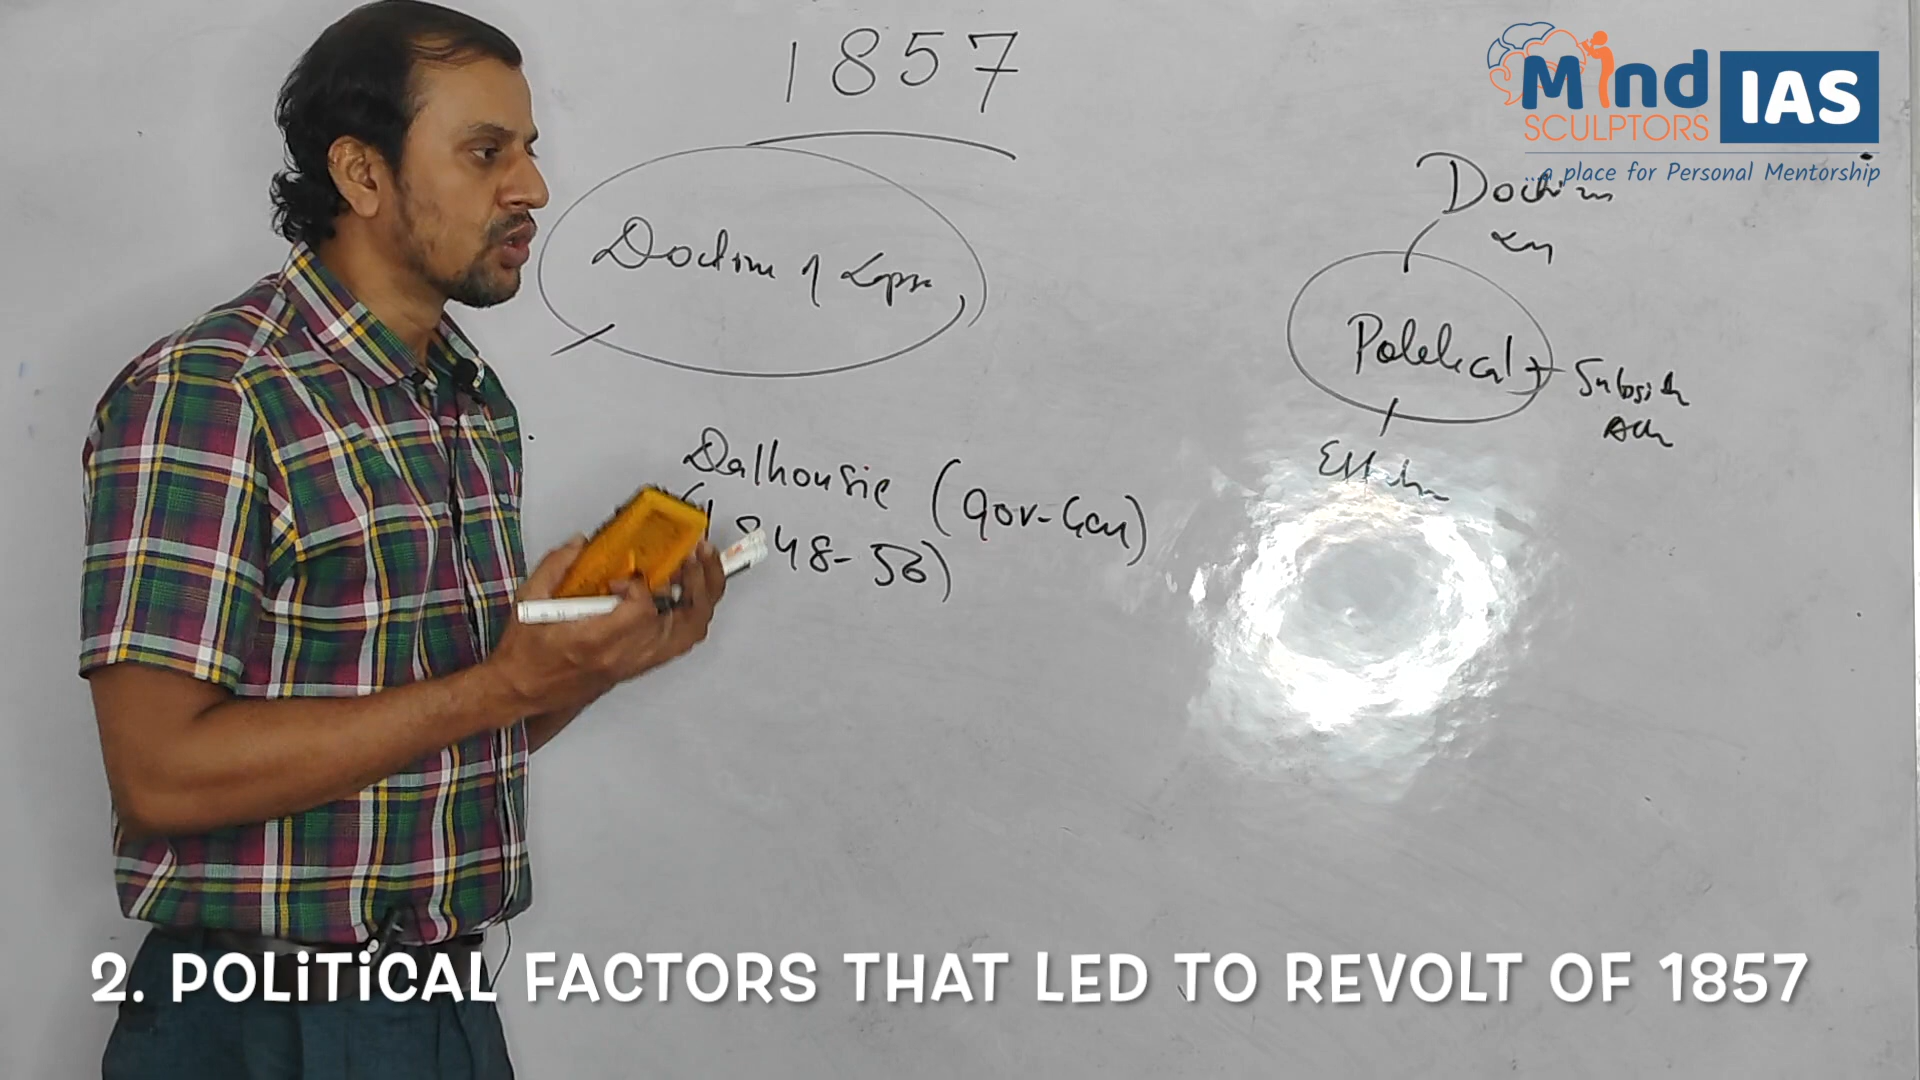 1857
Mind
SCULPTORS
IAS
...a place for Personal Mentorship
Doctrine of Lapse
Political
Dalhousie (Gov-Gen)
(1848-56)
2. POLITICAL FACTORS THAT LED TO REVOLT OF 1857